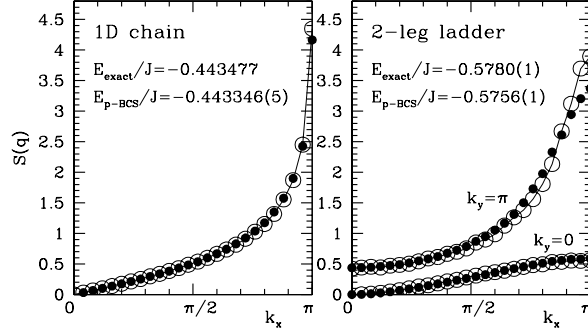 1D chain
E_exact/J=−0.443477
E_p-BCS/J=−0.443346(5)
2-leg ladder
E_exact/J=−0.5780(1)
E_p-BCS/J=−0.5756(1)
k_y=π
k_y=0
S(q)
4.5
4
3.5
3
2.5
2
1.5
1
0.5
0
π/2
k_x
π
4.5
4
3.5
3
2.5
2
1.5
1
0.5
0
π/2
k_x
π